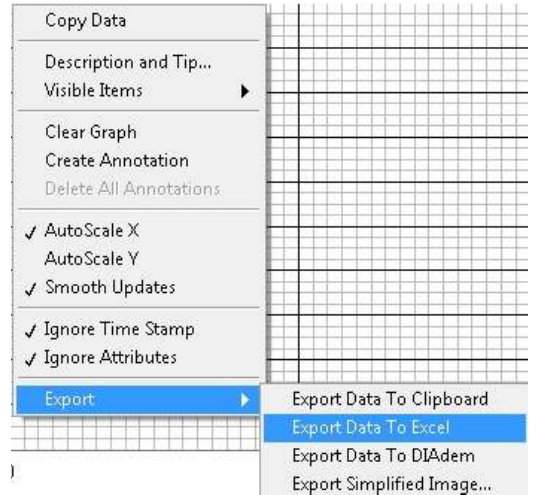 Copy Data
Description and Tip...
Visible Items
Clear Graph
Create Annotation
Delete All Annotations
AutoScale X
AutoScale Y
Smooth Updates
Ignore Time Stamp
Ignore Attributes
Export
Export Data To Clipboard
Export Data To Excel
Export Data To DIAdem
Export Simplified Image...